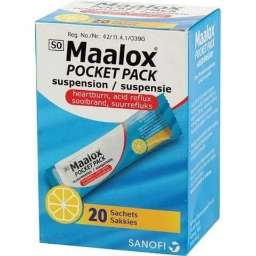 Reg. No./Nr.: 42/11.4.1/0390
S0 Maalox®
POCKET PACK
suspension / suspensie
heartburn, acid reflux
sooibrand, suurrefluks
Maalox
POCKET PACK
20 Sachets
Sakkies
SANOFI